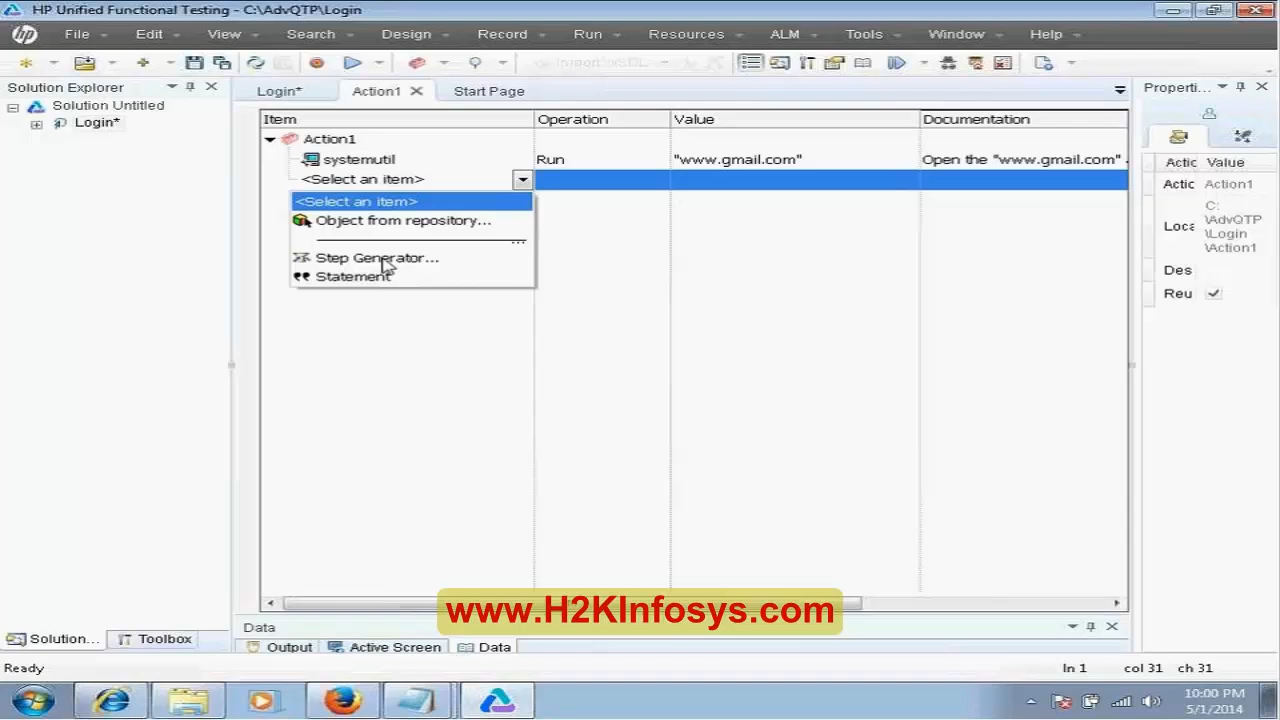 HP Unified Functional Testing - C:\AdvQTP\Login
File Edit View Search Design Record Run Resources ALM Tools Window Help
Solution Explorer
Solution Untitled
Login*
Login* Action1 Start Page
Item Operation Value Documentation
Action1
systemutil Run "www.gmail.com" Open the "www.gmail.com"
<Select an item>
<Select an item>
Object from repository...
...
Step Generator...
Statement
Properti...
Actic Value
Actic Action1
Loca C:\AdvQTP\Login\Action1
Des
Reu
www.H2KInfosys.com
Data
Solution... Toolbox
Output Active Screen Data
Ready
ln 1 col 31 ch 31
10:00 PM
5/1/2014